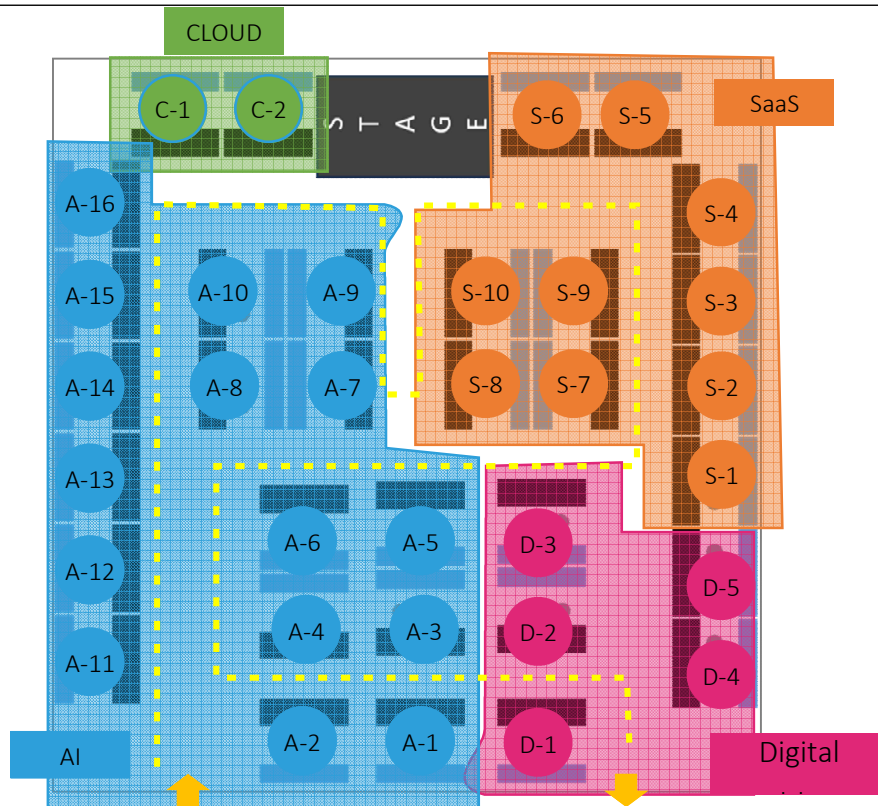 CLOUD
SaaS
C-1 C-2
STAGE
S-6 S-5
A-16
S-4
A-15 A-10 A-9
S-10 S-9 S-3
A-14 A-8 A-7
S-8 S-7 S-2
A-13
S-1
A-12 A-6 A-5 D-3
D-5
A-11 A-4 A-3 D-2
D-4
A-2 A-1 D-1
AI
Digital